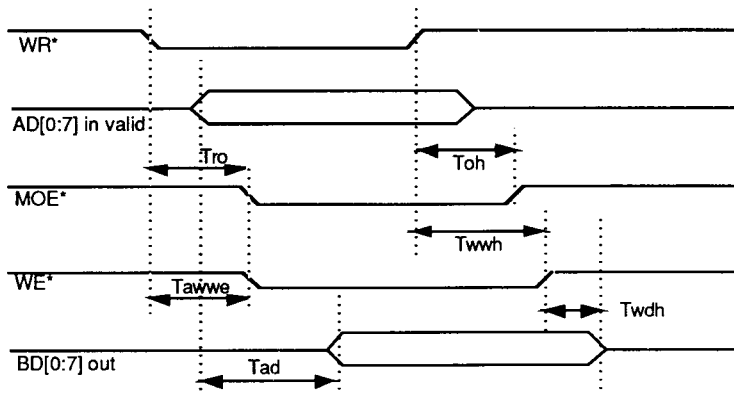 WR*
AD[0:7] in valid
Tro
Toh
MOE*
Twwh
WE*
Tawwe
Twdh
BD[0:7] out
Tad